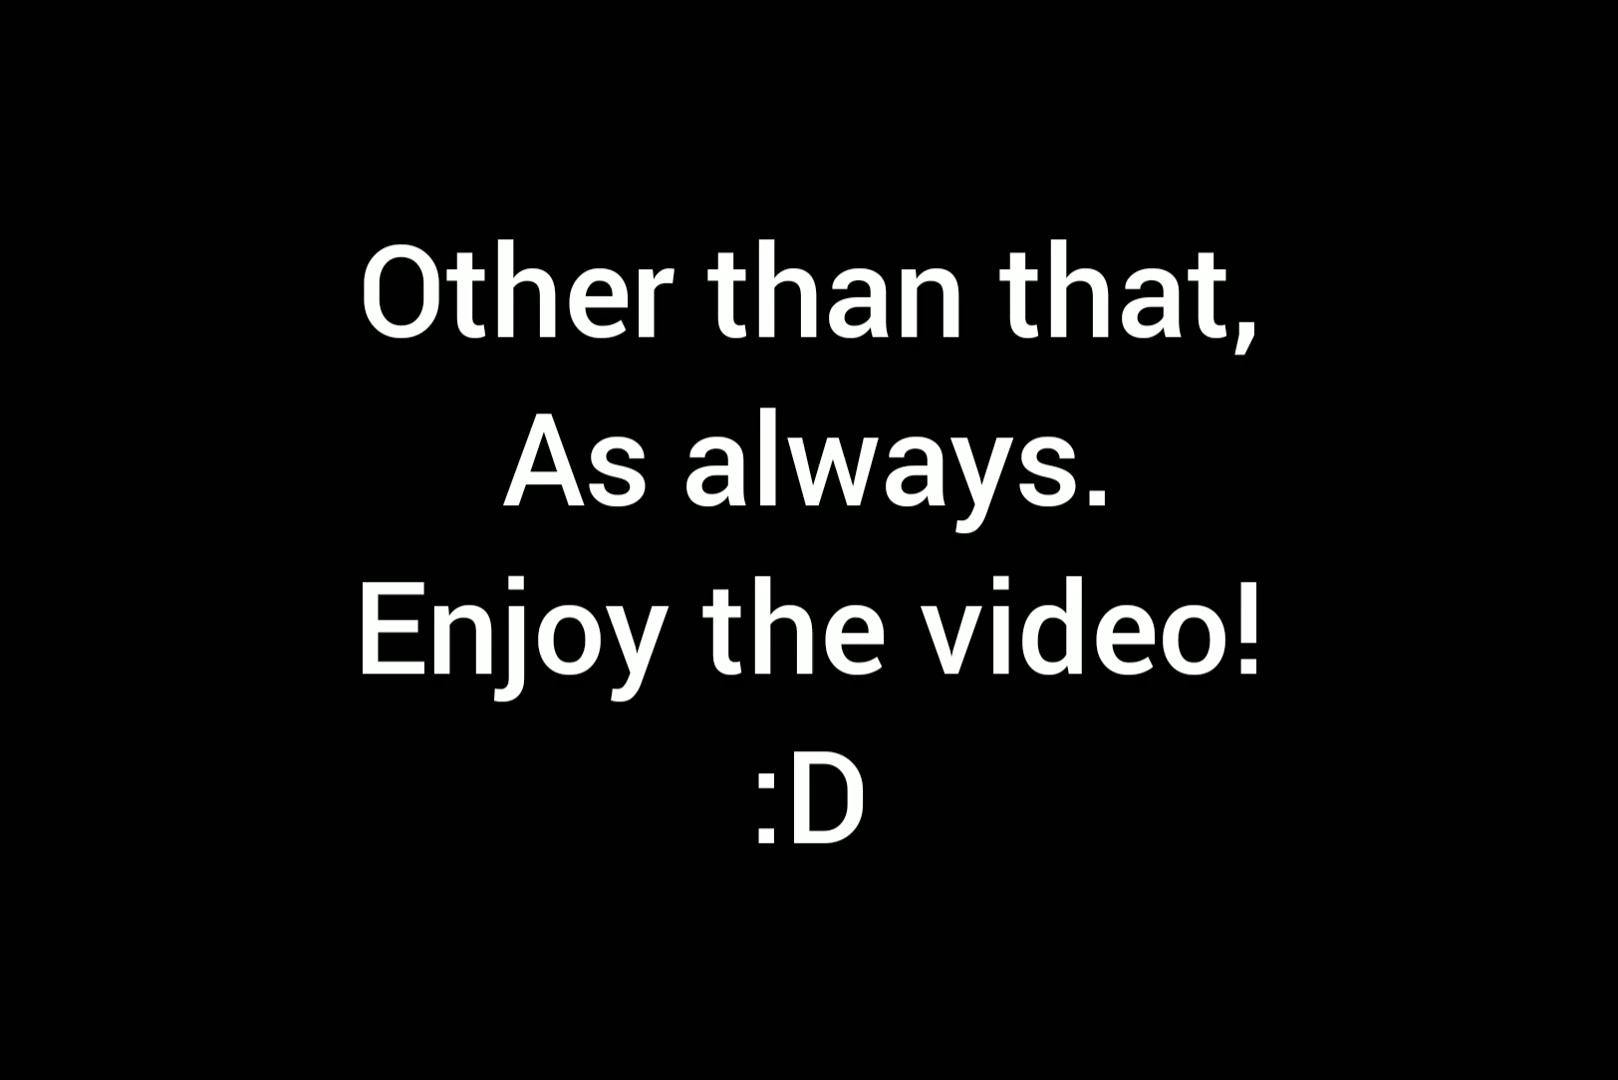 Other than that,
As always.
Enjoy the video!
:D